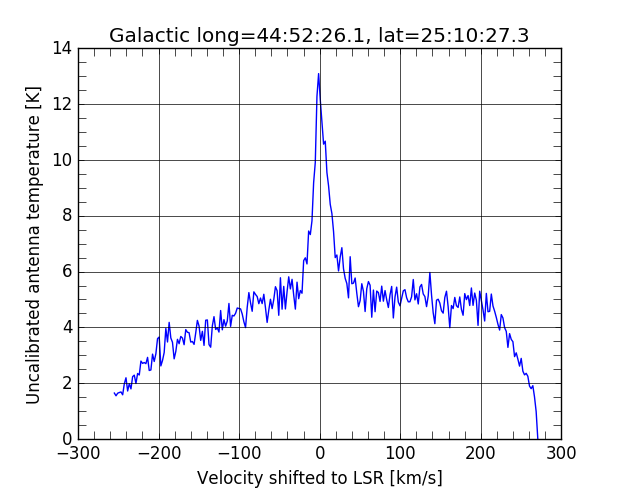 Galactic long=44:52:26.1, lat=25:10:27.3
14
12
10
8
6
4
2
0
−300 −200 −100 0 100 200 300
Velocity shifted to LSR [km/s]
Uncalibrated antenna temperature [K]